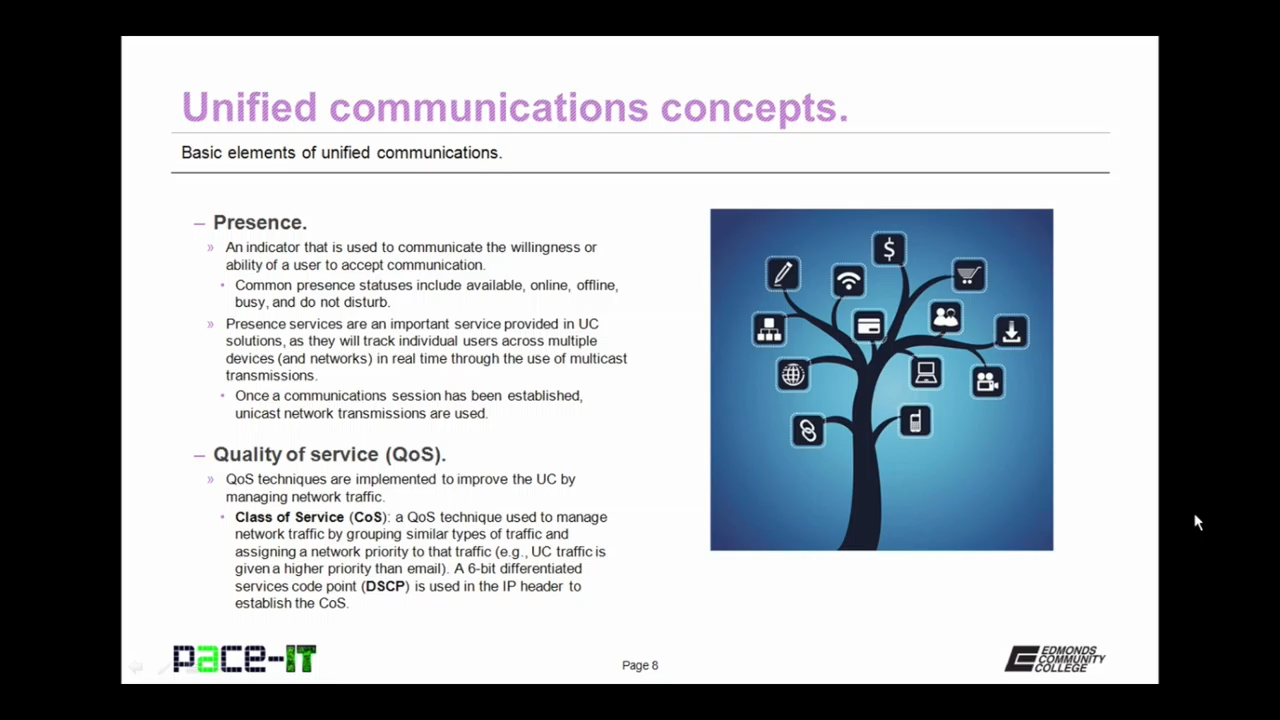 Unified communications concepts.
Basic elements of unified communications.
– Presence.
» An indicator that is used to communicate the willingness or
ability of a user to accept communication.
• Common presence statuses include available, online, offline,
busy, and do not disturb.
» Presence services are an important service provided in UC
solutions, as they will track individual users across multiple
devices (and networks) in real time through the use of multicast
transmissions.
• Once a communications session has been established,
unicast network transmissions are used.
– Quality of service (QoS).
» QoS techniques are implemented to improve the UC by
managing network traffic.
• Class of Service (CoS): a QoS technique used to manage
network traffic by grouping similar types of traffic and
assigning a network priority to that traffic (e.g., UC traffic is
given a higher priority than email). A 6-bit differentiated
services code point (DSCP) is used in the IP header to
establish the CoS.
$
pace-IT
Page 8
EDMONDS
COMMUNITY
COLLEGE